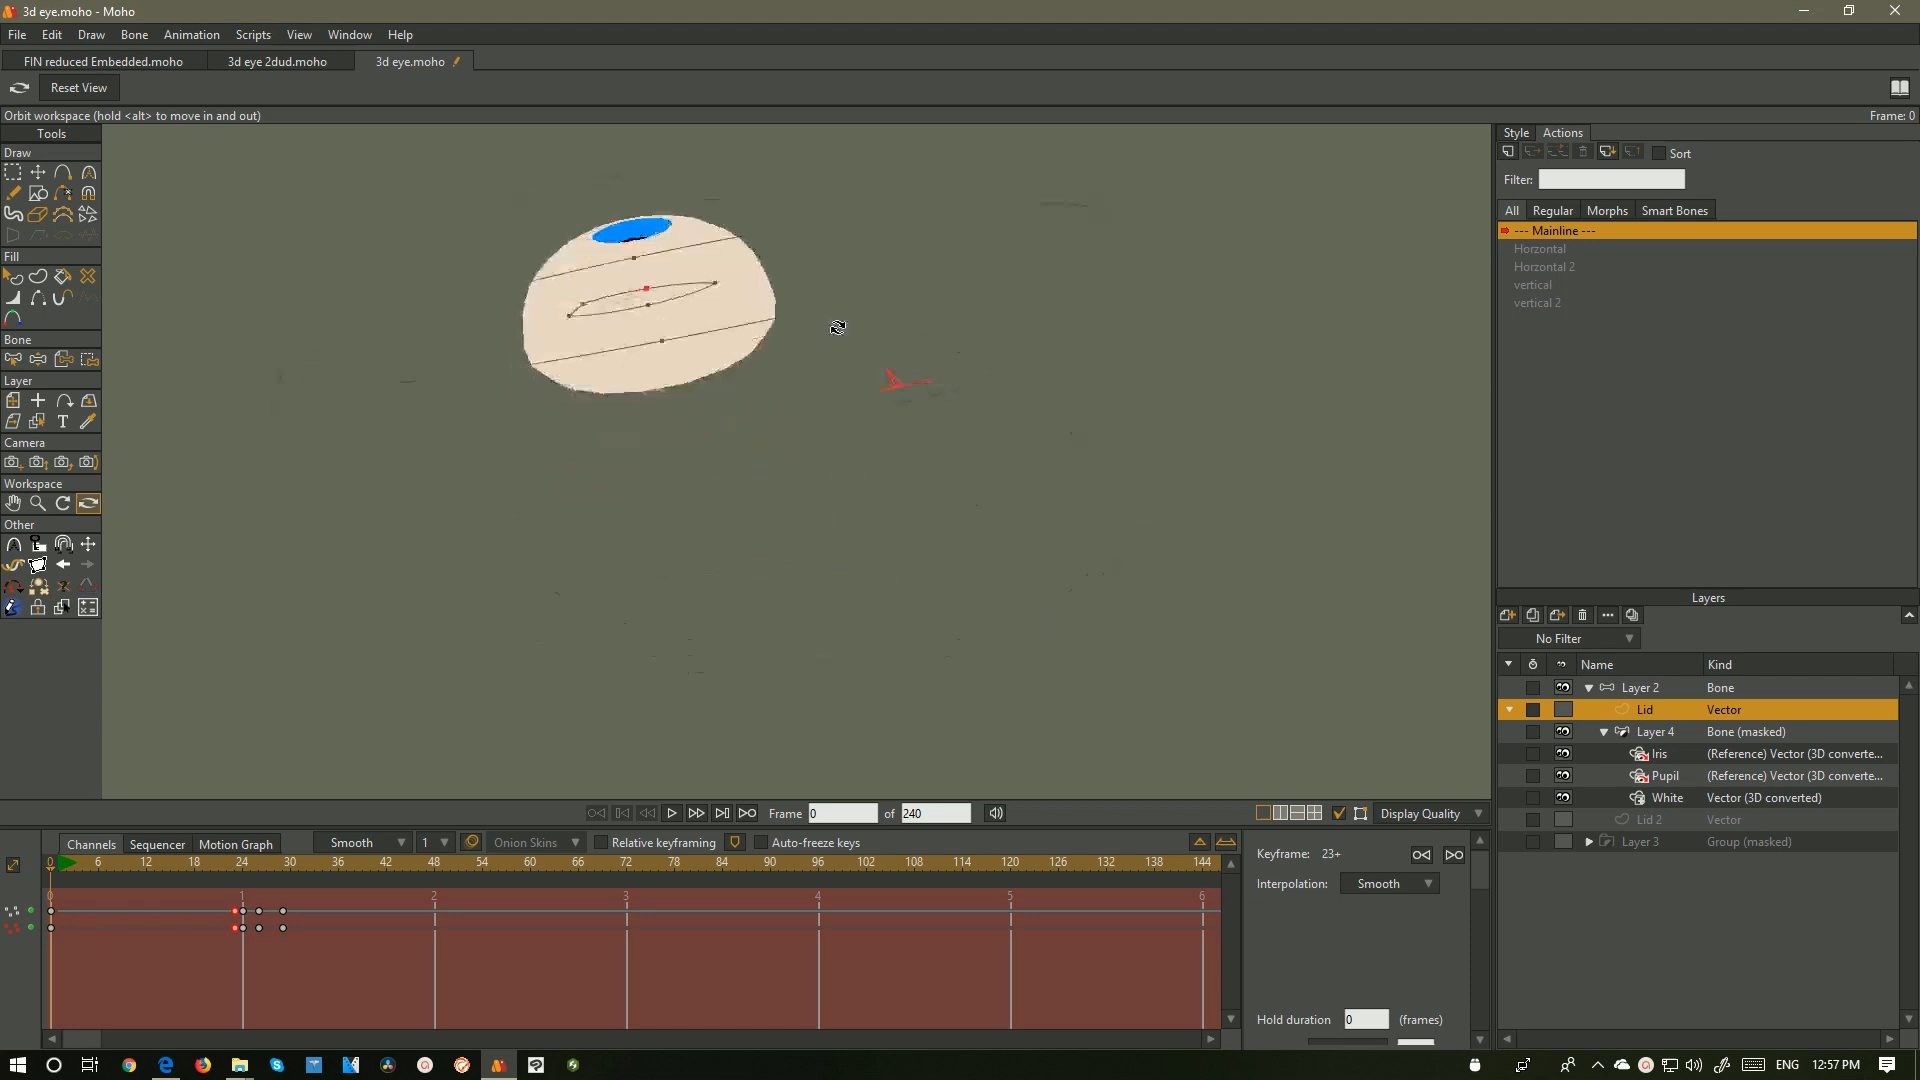 3d eye.moho - Moho
File Edit Draw Bone Animation Scripts View Window Help
FIN reduced Embedded.moho 3d eye 2dud.moho 3d eye.moho
Reset View
Orbit workspace (hold <alt> to move in and out) Frame: 0
Tools
Draw
Fill
Bone
Layer
Camera
Workspace
Other
Style Actions
Sort
Filter:
All Regular Morphs Smart Bones
--- Mainline ---
Horzontal
Horzontal 2
vertical
vertical 2
Layers
No Filter
Name Kind
Layer 2 Bone
Lid Vector
Layer 4 Bone (masked)
Iris (Reference) Vector (3D converte...
Pupil (Reference) Vector (3D converte...
White Vector (3D converted)
Lid 2 Vector
Layer 3 Group (masked)
Frame 0 of 240 Display Quality
Channels Sequencer Motion Graph Smooth 1 Onion Skins Relative keyframing Auto-freeze keys
0 6 12 18 24 30 36 42 48 54 60 66 72 78 84 90 96 102 108 114 120 126 132 138 144
0 1 2 3 4 5 6
Keyframe: 23+
Interpolation: Smooth
Hold duration 0 (frames)
ENG 12:57 PM